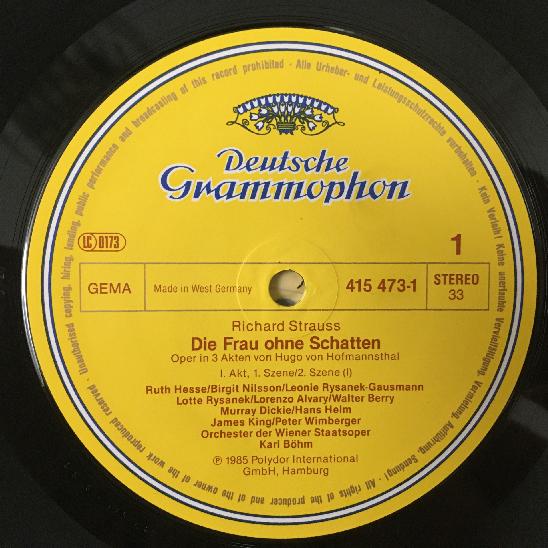 Deutsche
Grammophon
LC 0173
1
GEMA
Made in West Germany
415 473-1
STEREO
33
Richard Strauss
Die Frau ohne Schatten
Oper in 3 Akten von Hugo von Hofmannsthal
I. Akt, 1. Szene/2. Szene (I)
Ruth Hesse/Birgit Nilsson/Leonie Rysanek-Gausmann
Lotte Rysanek/Lorenzo Alvary/Walter Berry
Murray Dickie/Hans Helm
James King/Peter Wimberger
Orchester der Wiener Staatsoper
Karl Böhm
℗ 1985 Polydor International
GmbH, Hamburg
Alle Urheber- und Leistungsschutzrechte vorbehalten · Kein Verleih! Keine unerlaubte Vervielfältigung, Vermietung, Aufführung, Sendung! · All rights of the producer and of the owner of the work reproduced reserved · Unauthorised copying, hiring, lending, public performance and broadcasting of this record prohibited ·